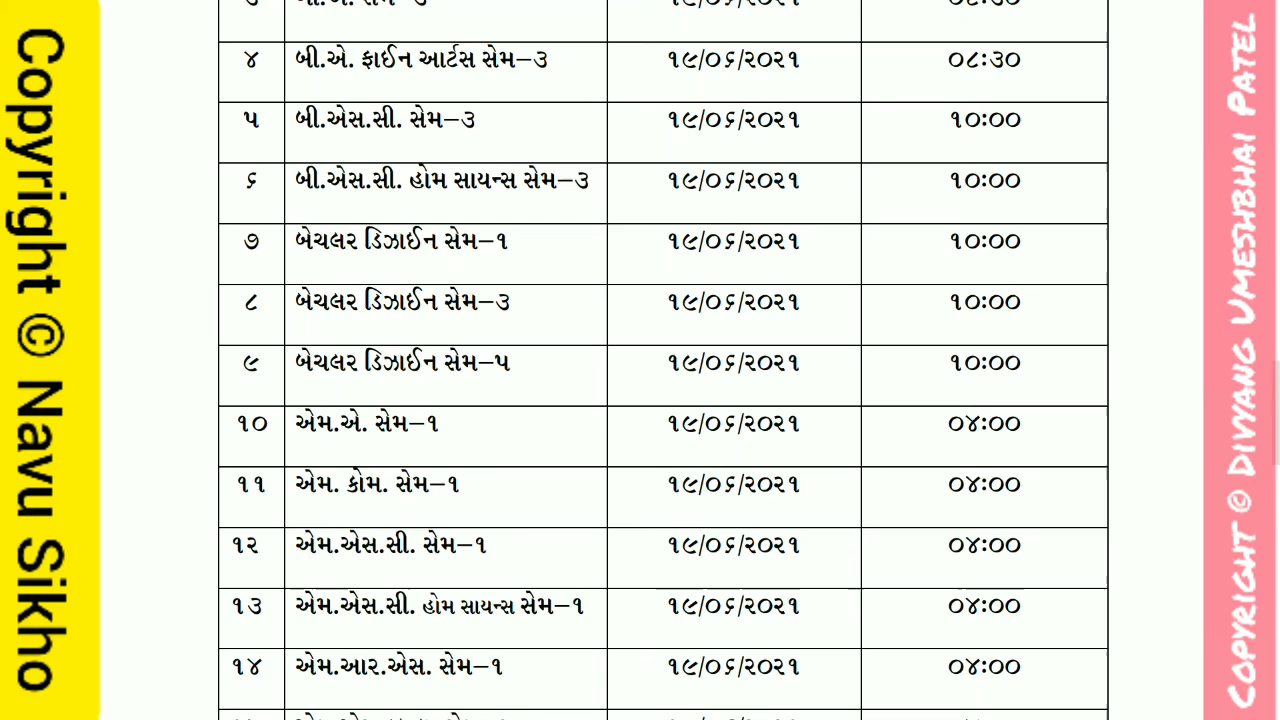 Copyright © Navu Sikho
૪ બી.એ. ફાઈન આર્ટસ સેમ–૩ ૧૯/૦૬/૨૦૨૧ ૦૮:૩૦
૫ બી.એસ.સી. સેમ–૩ ૧૯/૦૬/૨૦૨૧ ૧૦:૦૦
૬ બી.એસ.સી. હોમ સાયન્સ સેમ–૩ ૧૯/૦૬/૨૦૨૧ ૧૦:૦૦
૭ બેચલર ડિઝાઈન સેમ–૧ ૧૯/૦૬/૨૦૨૧ ૧૦:૦૦
૮ બેચલર ડિઝાઈન સેમ–૩ ૧૯/૦૬/૨૦૨૧ ૧૦:૦૦
૯ બેચલર ડિઝાઈન સેમ–૫ ૧૯/૦૬/૨૦૨૧ ૧૦:૦૦
૧૦ એમ.એ. સેમ–૧ ૧૯/૦૬/૨૦૨૧ ૦૪:૦૦
૧૧ એમ. કોમ. સેમ–૧ ૧૯/૦૬/૨૦૨૧ ૦૪:૦૦
૧૨ એમ.એસ.સી. સેમ–૧ ૧૯/૦૬/૨૦૨૧ ૦૪:૦૦
૧૩ એમ.એસ.સી. હોમ સાયન્સ સેમ–૧ ૧૯/૦૬/૨૦૨૧ ૦૪:૦૦
૧૪ એમ.આર.એસ. સેમ–૧ ૧૯/૦૬/૨૦૨૧ ૦૪:૦૦
COPYRIGHT © DIVYANG UMESHBHAI PATEL